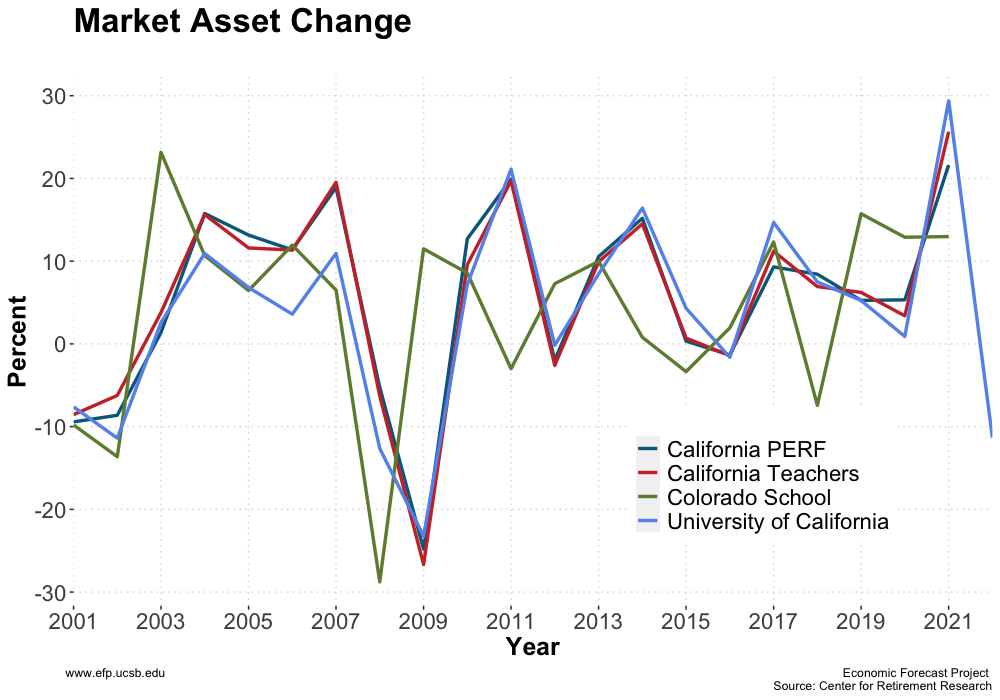 Market Asset Change
Percent
30
20
10
0
-10
-20
-30
California PERF
California Teachers
Colorado School
University of California
2001 2003 2005 2007 2009 2011 2013 2015 2017 2019 2021
Year
www.efp.ucsb.edu
Economic Forecast Project
Source: Center for Retirement Research